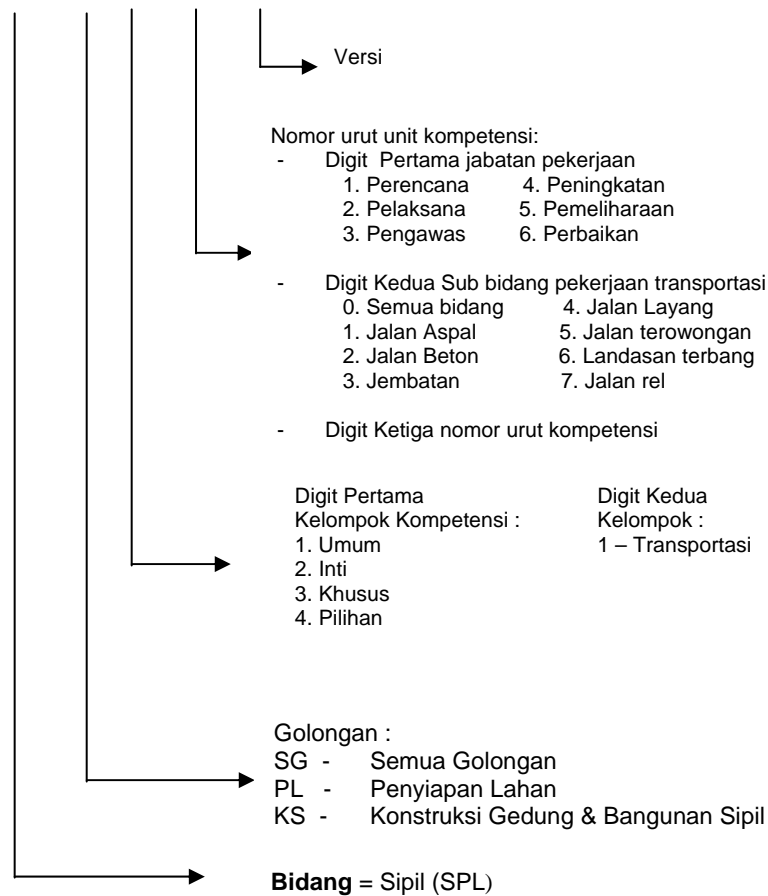 Versi
Nomor urut unit kompetensi:
- Digit Pertama jabatan pekerjaan
1. Perencana 4. Peningkatan
2. Pelaksana 5. Pemeliharaan
3. Pengawas 6. Perbaikan
- Digit Kedua Sub bidang pekerjaan transportasi
0. Semua bidang 4. Jalan Layang
1. Jalan Aspal 5. Jalan terowongan
2. Jalan Beton 6. Landasan terbang
3. Jembatan 7. Jalan rel
- Digit Ketiga nomor urut kompetensi
Digit Pertama Digit Kedua
Kelompok Kompetensi : Kelompok :
1. Umum 1 – Transportasi
2. Inti
3. Khusus
4. Pilihan
Golongan :
SG - Semua Golongan
PL - Penyiapan Lahan
KS - Konstruksi Gedung & Bangunan Sipil
Bidang = Sipil (SPL)